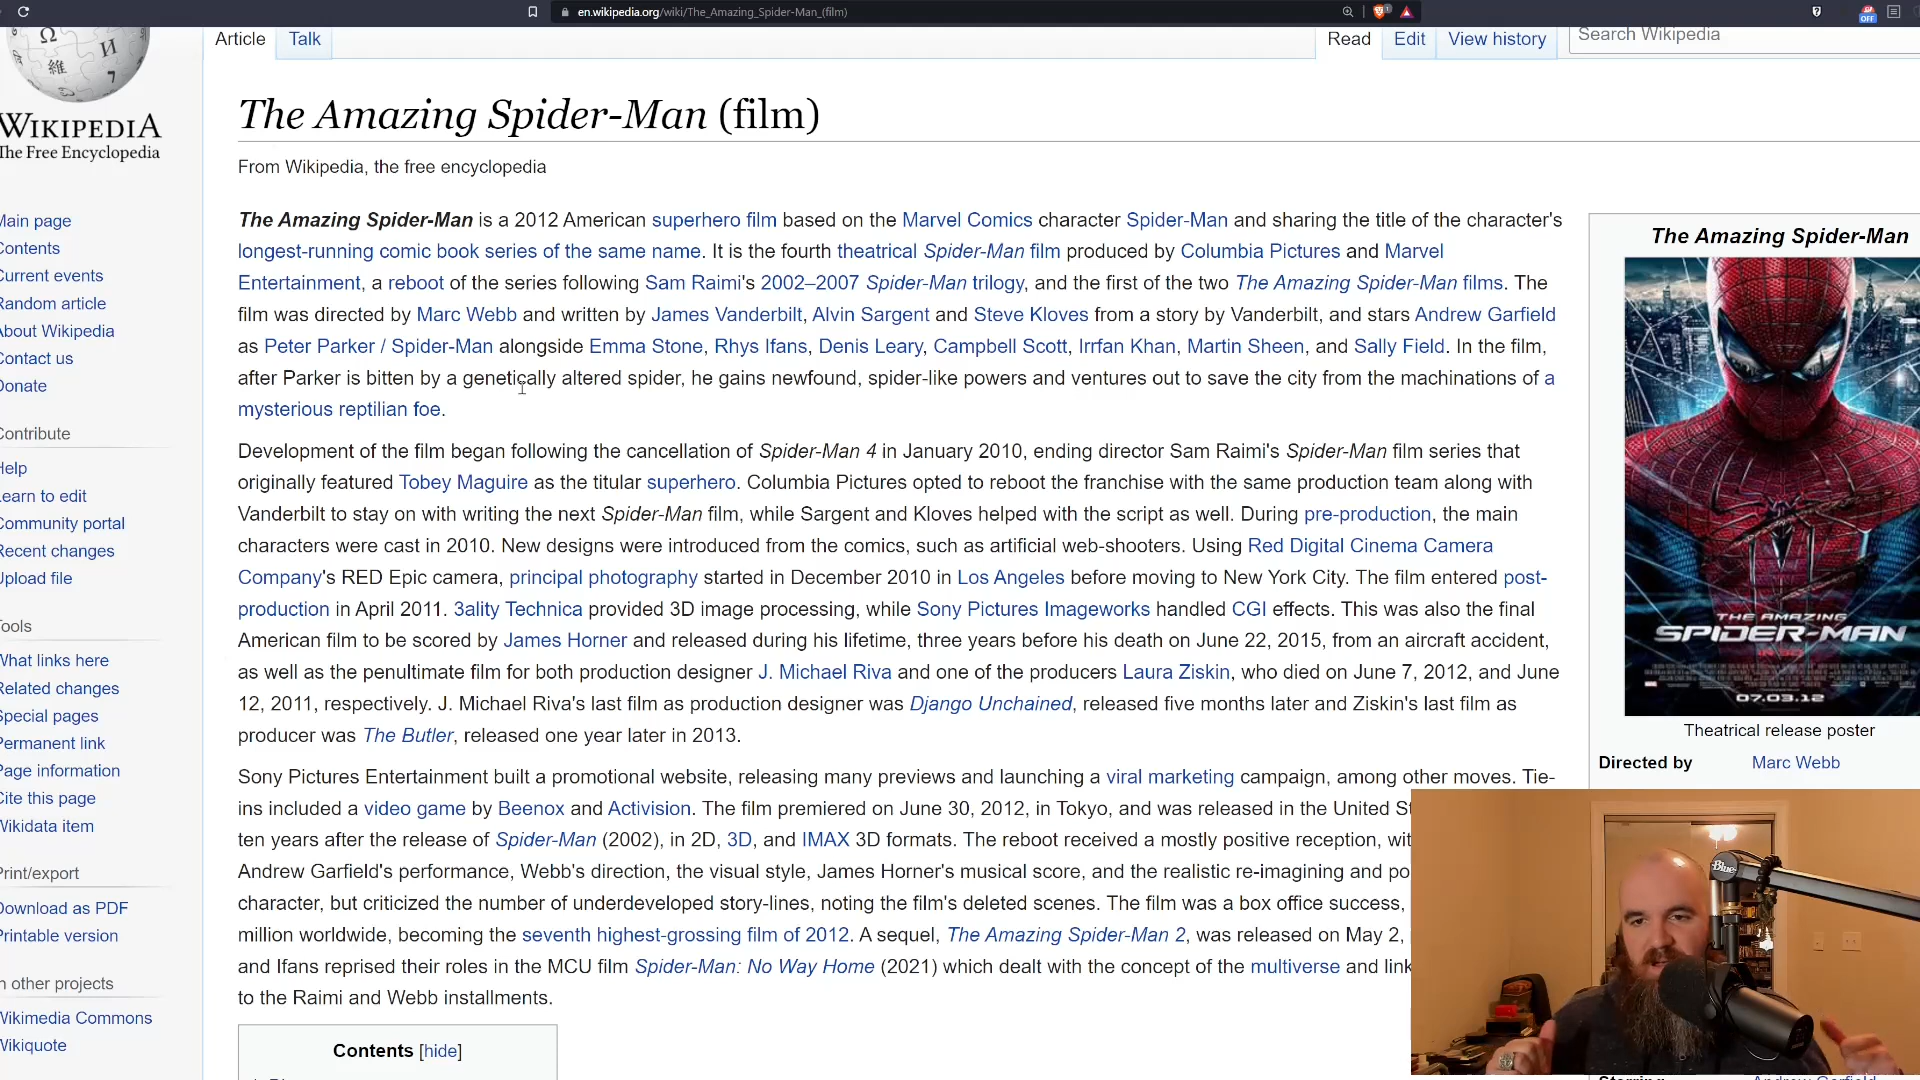 en.wikipedia.org/wiki/The_Amazing_Spider-Man_(film)
1
OFF
Article Talk Read Edit View history Search Wikipedia
WIKIPEDIA
The Free Encyclopedia
The Amazing Spider-Man (film)
From Wikipedia, the free encyclopedia
Main page
Contents
Current events
Random article
About Wikipedia
Contact us
Donate
Contribute
Help
Learn to edit
Community portal
Recent changes
Upload file
Tools
What links here
Related changes
Special pages
Permanent link
Page information
Cite this page
Wikidata item
Print/export
Download as PDF
Printable version
In other projects
Wikimedia Commons
Wikiquote
The Amazing Spider-Man is a 2012 American superhero film based on the Marvel Comics character Spider-Man and sharing the title of the character's
longest-running comic book series of the same name. It is the fourth theatrical Spider-Man film produced by Columbia Pictures and Marvel
Entertainment, a reboot of the series following Sam Raimi's 2002–2007 Spider-Man trilogy, and the first of the two The Amazing Spider-Man films. The
film was directed by Marc Webb and written by James Vanderbilt, Alvin Sargent and Steve Kloves from a story by Vanderbilt, and stars Andrew Garfield
as Peter Parker / Spider-Man alongside Emma Stone, Rhys Ifans, Denis Leary, Campbell Scott, Irrfan Khan, Martin Sheen, and Sally Field. In the film,
after Parker is bitten by a genetically altered spider, he gains newfound, spider-like powers and ventures out to save the city from the machinations of a
mysterious reptilian foe.
Development of the film began following the cancellation of Spider-Man 4 in January 2010, ending director Sam Raimi's Spider-Man film series that
originally featured Tobey Maguire as the titular superhero. Columbia Pictures opted to reboot the franchise with the same production team along with
Vanderbilt to stay on with writing the next Spider-Man film, while Sargent and Kloves helped with the script as well. During pre-production, the main
characters were cast in 2010. New designs were introduced from the comics, such as artificial web-shooters. Using Red Digital Cinema Camera
Company's RED Epic camera, principal photography started in December 2010 in Los Angeles before moving to New York City. The film entered post-
production in April 2011. 3ality Technica provided 3D image processing, while Sony Pictures Imageworks handled CGI effects. This was also the final
American film to be scored by James Horner and released during his lifetime, three years before his death on June 22, 2015, from an aircraft accident,
as well as the penultimate film for both production designer J. Michael Riva and one of the producers Laura Ziskin, who died on June 7, 2012, and June
12, 2011, respectively. J. Michael Riva's last film as production designer was Django Unchained, released five months later and Ziskin's last film as
producer was The Butler, released one year later in 2013.
Sony Pictures Entertainment built a promotional website, releasing many previews and launching a viral marketing campaign, among other moves. Tie-
ins included a video game by Beenox and Activision. The film premiered on June 30, 2012, in Tokyo, and was released in the United St
ten years after the release of Spider-Man (2002), in 2D, 3D, and IMAX 3D formats. The reboot received a mostly positive reception, wit
Andrew Garfield's performance, Webb's direction, the visual style, James Horner's musical score, and the realistic re-imagining and po
character, but criticized the number of underdeveloped story-lines, noting the film's deleted scenes. The film was a box office success,
million worldwide, becoming the seventh highest-grossing film of 2012. A sequel, The Amazing Spider-Man 2, was released on May 2,
and Ifans reprised their roles in the MCU film Spider-Man: No Way Home (2021) which dealt with the concept of the multiverse and link
to the Raimi and Webb installments.
Contents [hide]
The Amazing Spider-Man
THE AMAZING
SPIDER-MAN
IN 3D
07.03.12
Theatrical release poster
Directed by Marc Webb
Blue
Starring Andrew Garfield